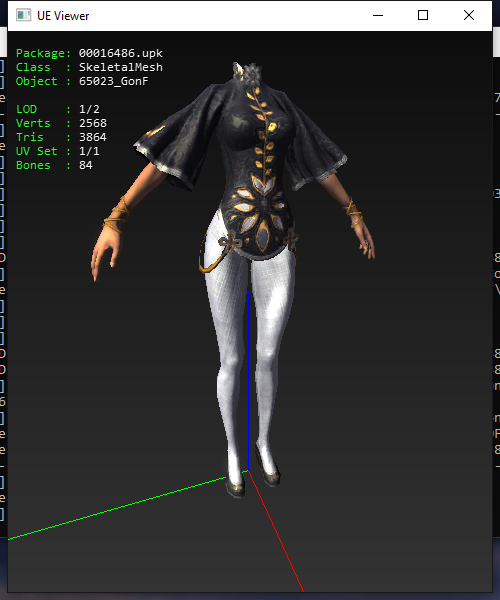 UE Viewer
Package: 00016486.upk
Class : SkeletalMesh
Object : 65023_GonF
LOD : 1/2
Verts : 2568
Tris : 3864
UV Set : 1/1
Bones : 84